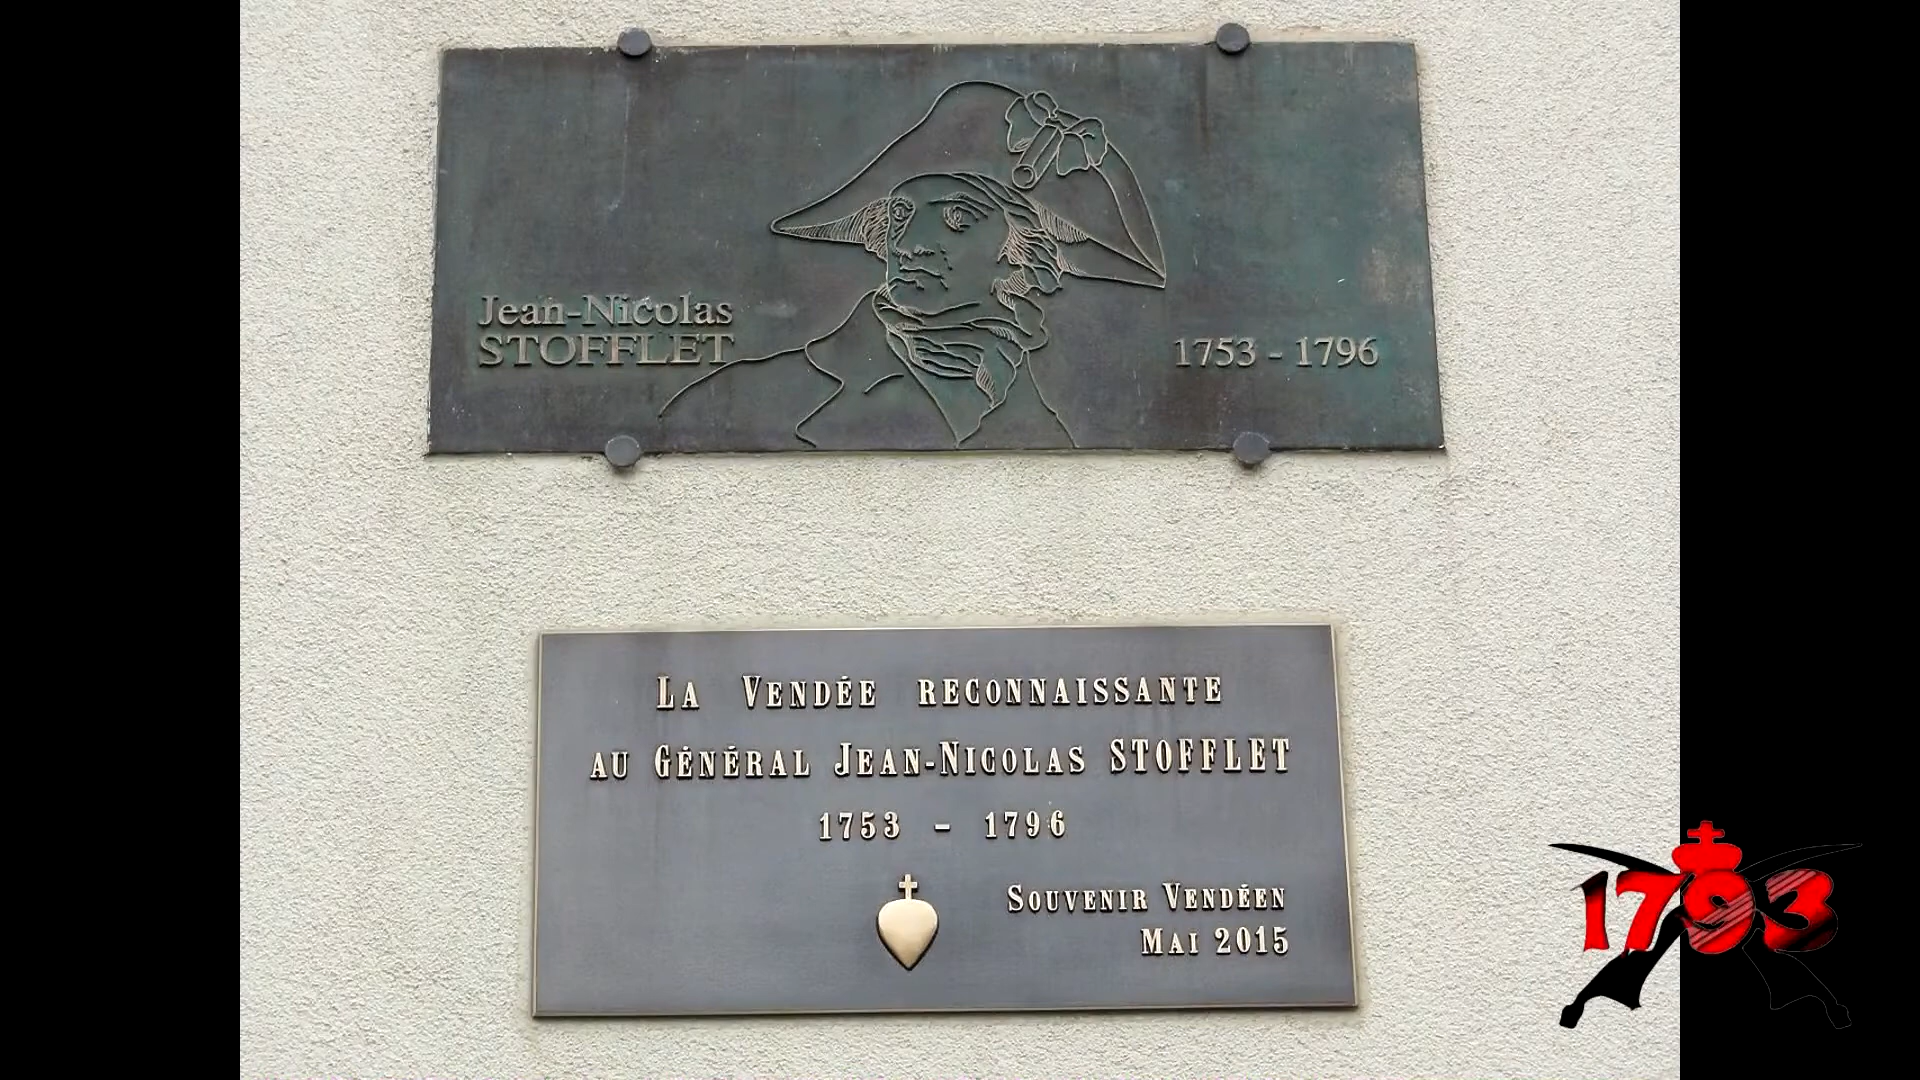 Jean-Nicolas
STOFFLET
1753 - 1796
LA VENDÉE RECONNAISSANTE
AU GÉNÉRAL JEAN-NICOLAS STOFFLET
1753 - 1796
SOUVENIR VENDÉEN
MAI 2015
1793